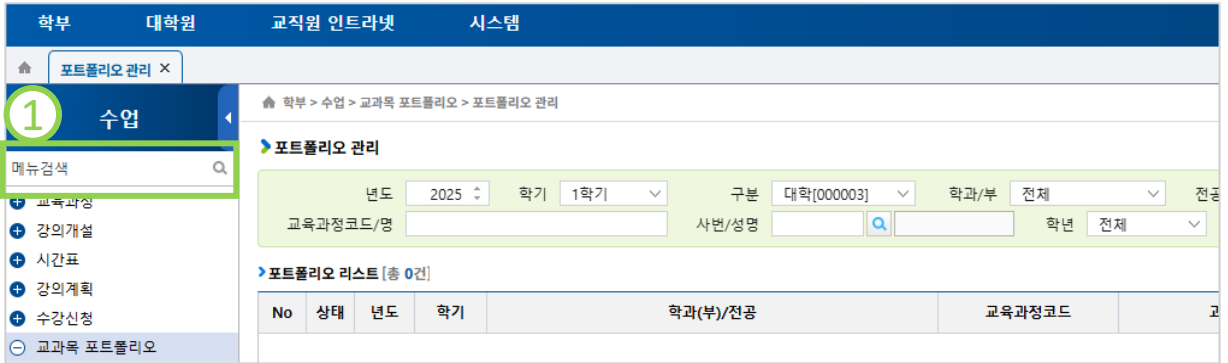 학부 대학원 교직원 인트라넷 시스템
포트폴리오 관리 ×
1 수업
학부 > 수업 > 교과목 포트폴리오 > 포트폴리오 관리
메뉴검색
포트폴리오 관리
년도 2025 학기 1학기 구분 대학[000003] 학과/부 전체 전공
교육과정코드/명 사번/성명 학년 전체
교육과정
강의개설
시간표
강의계획
수강신청
교과목 포트폴리오
포트폴리오 리스트 [총 0건]
No 상태 년도 학기 학과(부)/전공 교육과정코드